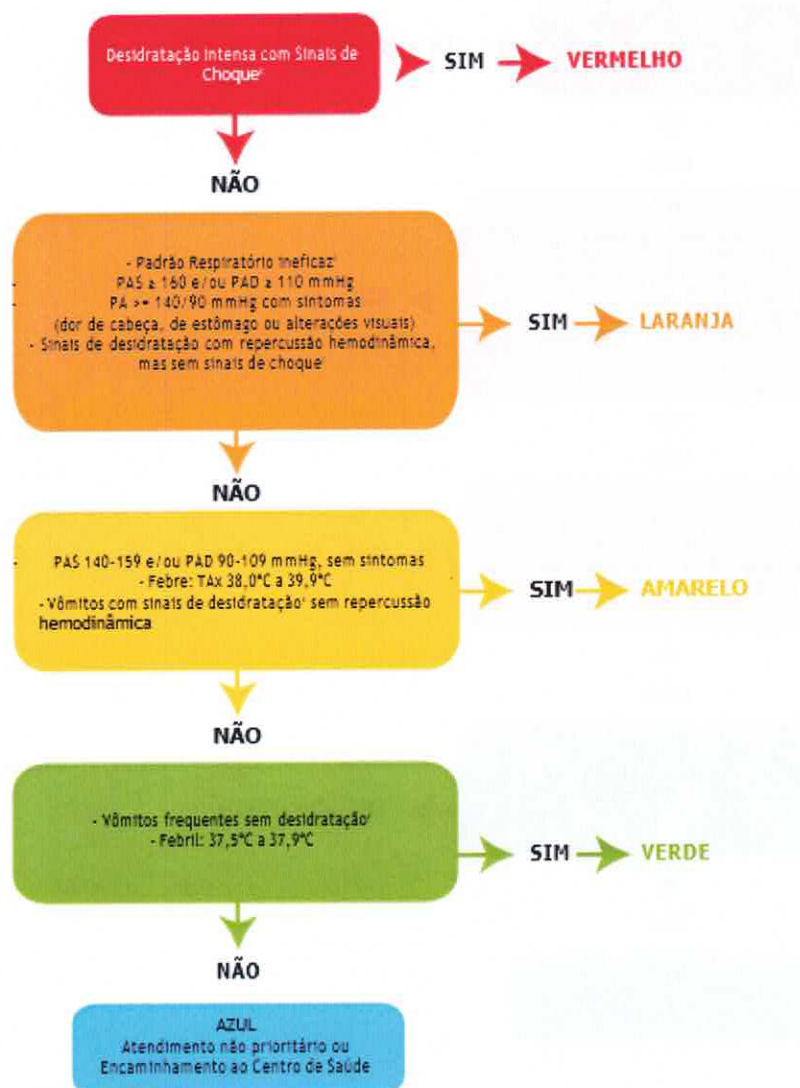 Desidratação Intensa com Sinais de
Choque
SIM
VERMELHO
NÃO
- Padrão Respiratório ineficaz
PAS ≥ 160 e/ou PAD ≥ 110 mmHg
PA >= 140/90 mmHg com sintomas
(dor de cabeça, de estômago ou alterações visuais)
- Sinais de desidratação com repercussão hemodinâmica,
mas sem sinais de choque
SIM
LARANJA
NÃO
PAS 140-159 e/ou PAD 90-109 mmHg, sem sintomas
- Febre: TAx 38,0°C a 39,9°C
- Vômitos com sinais de desidratação sem repercussão
hemodinâmica
SIM
AMARELO
NÃO
- Vômitos frequentes sem desidratação
- Febril: 37,5°C a 37,9°C
SIM
VERDE
NÃO
AZUL
Atendimento não prioritário ou
Encaminhamento ao Centro de Saúde